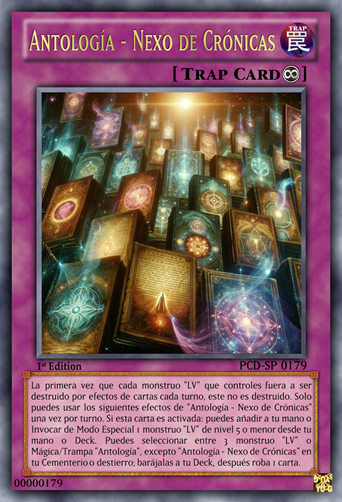 ANTOLOGÍA - NEXO DE CRÓNICAS
TRAP
罠
[TRAP CARD∞]
1st Edition
PCD-SP 0179
La primera vez que cada monstruo "LV" que controles fuera a ser
destruido por efectos de cartas cada turno, este no es destruido. Solo
puedes usar los siguientes efectos de "Antología - Nexo de Crónicas"
una vez por turno. Si esta carta es activada: puedes añadir a tu mano o
Invocar de Modo Especial 1 monstruo "LV" de nivel 5 o menor desde tu
mano o Deck. Puedes seleccionar entre 3 monstruo "LV" o
Mágica/Trampa "Antología", excepto "Antología - Nexo de Crónicas" en
tu Cementerio o destierro; barájalas a tu Deck, después roba 1 carta.
00000179